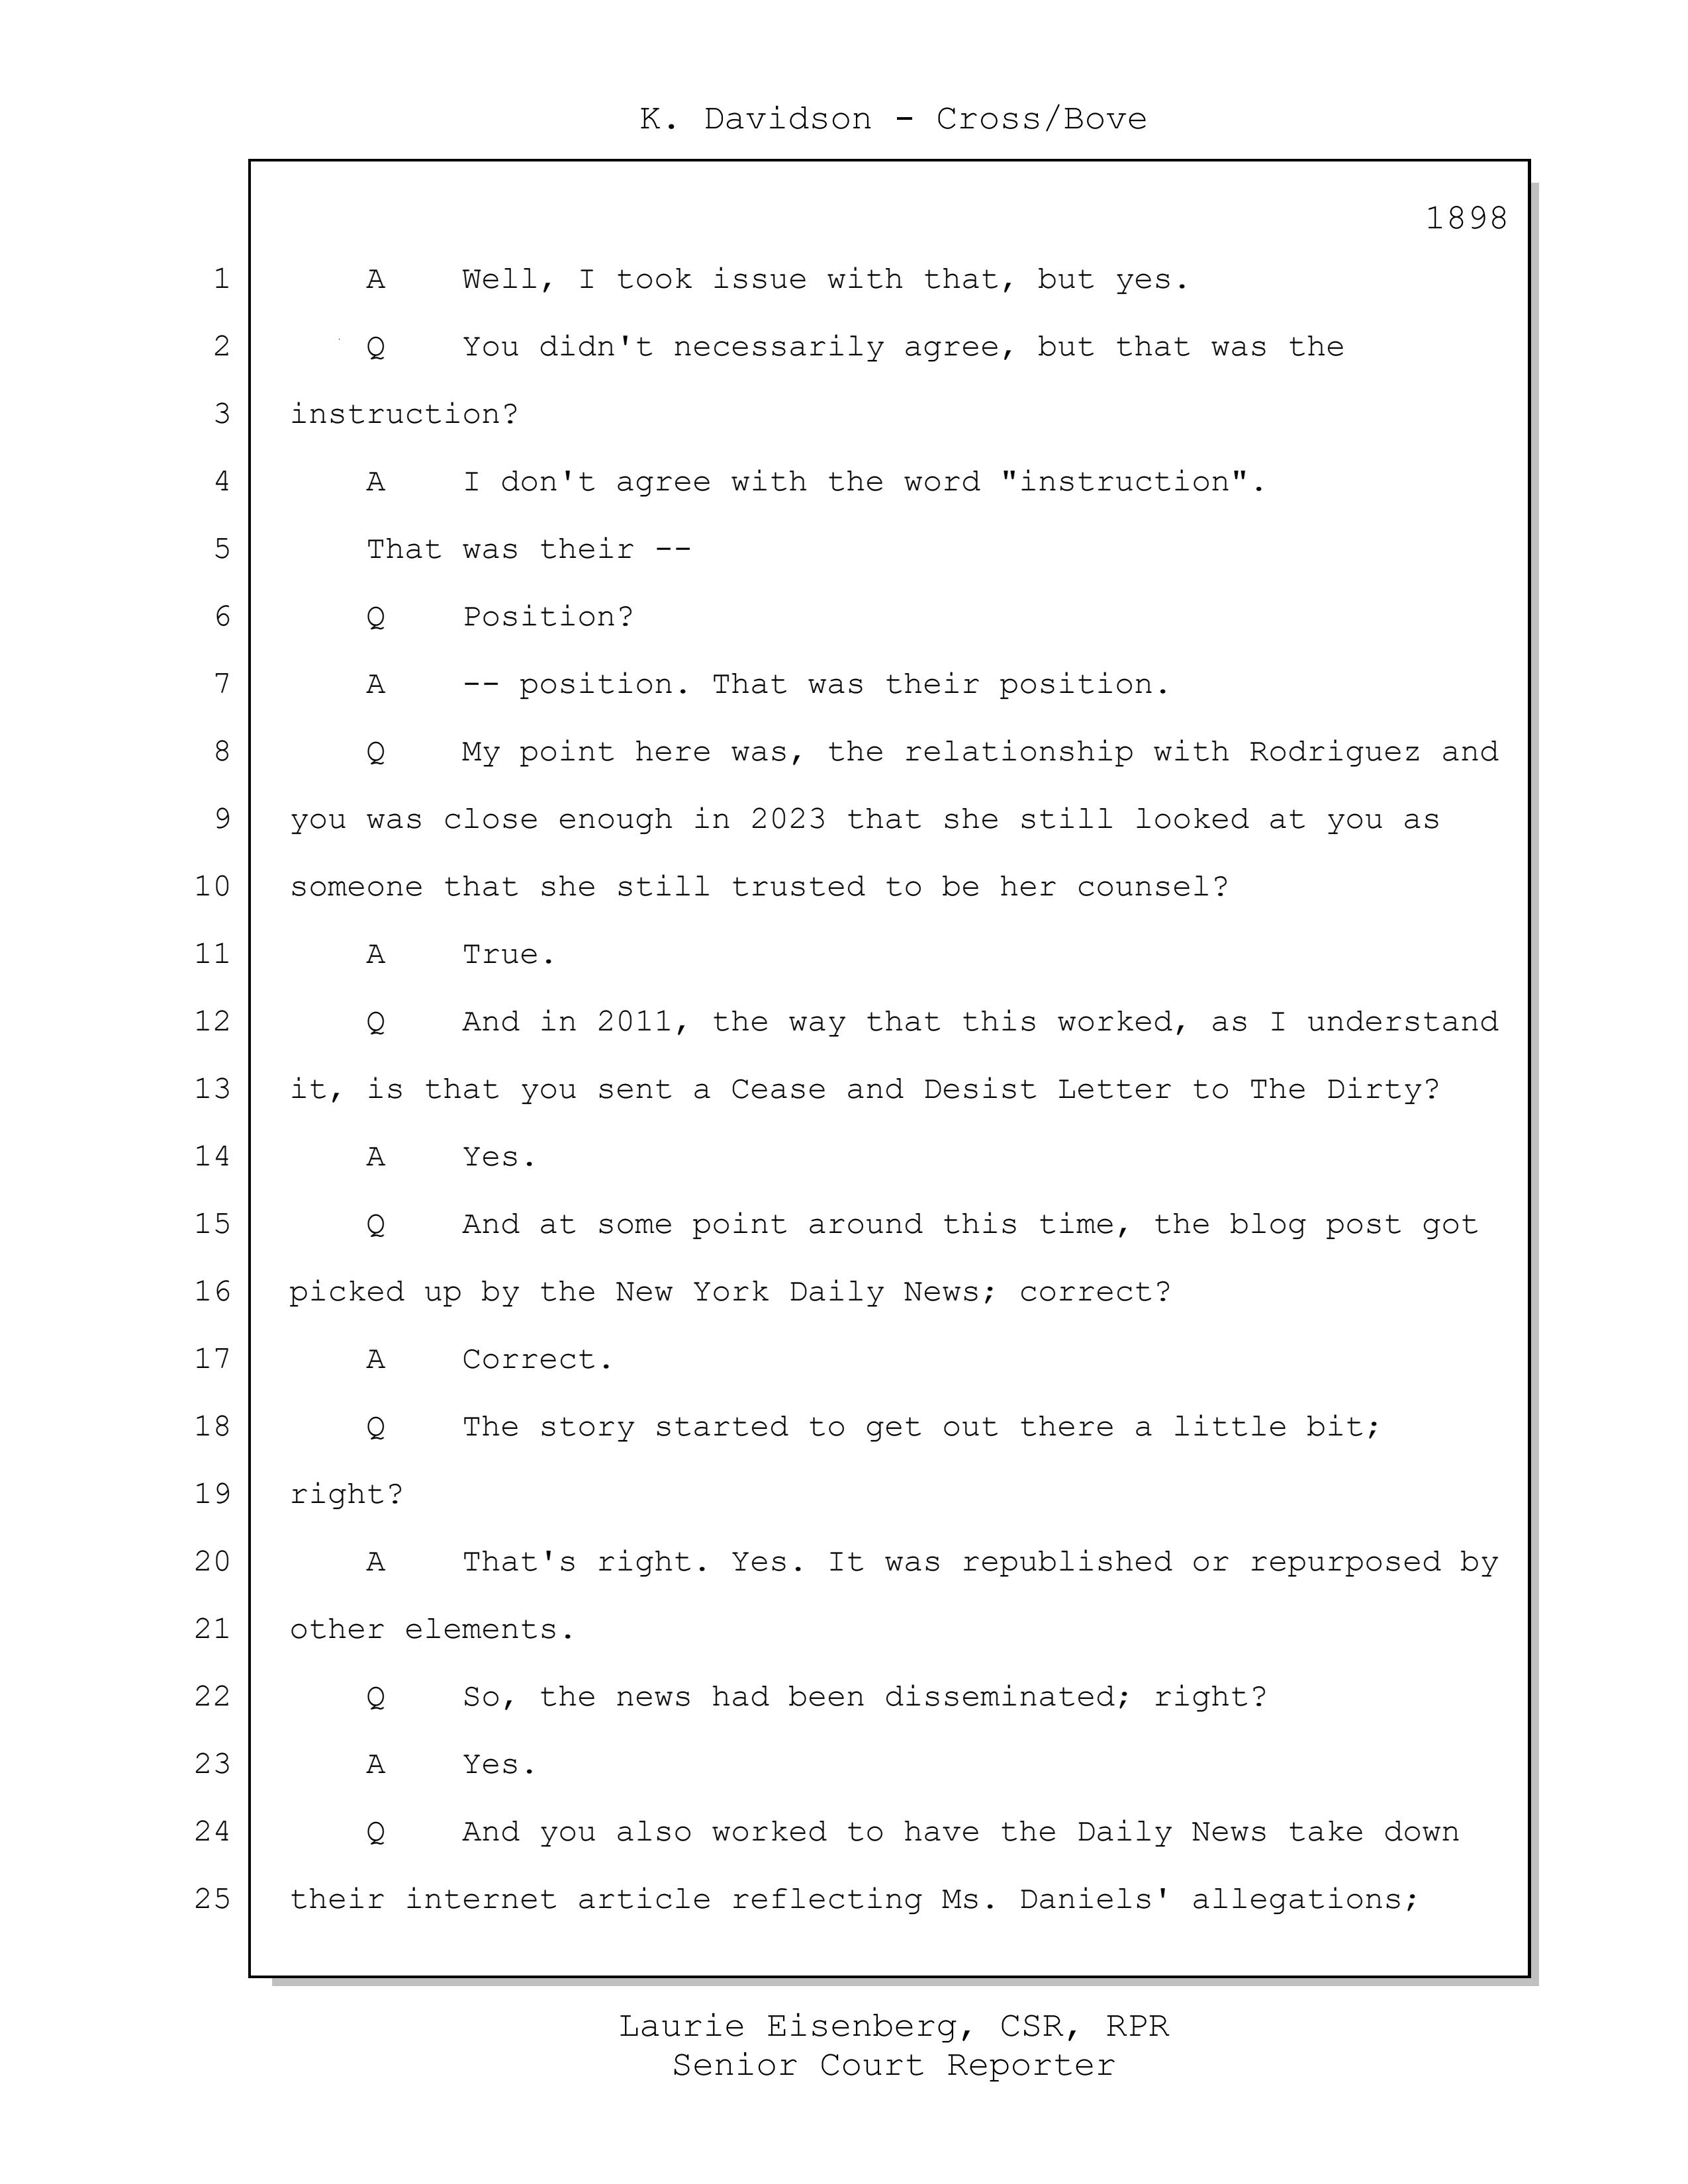 K. Davidson - Cross/Bove
1898
1 A Well, I took issue with that, but yes.
2 Q You didn't necessarily agree, but that was the
3 instruction?
4 A I don't agree with the word "instruction".
5 That was their --
6 Q Position?
7 A -- position. That was their position.
8 Q My point here was, the relationship with Rodriguez and
9 you was close enough in 2023 that she still looked at you as
10 someone that she still trusted to be her counsel?
11 A True.
12 Q And in 2011, the way that this worked, as I understand
13 it, is that you sent a Cease and Desist Letter to The Dirty?
14 A Yes.
15 Q And at some point around this time, the blog post got
16 picked up by the New York Daily News; correct?
17 A Correct.
18 Q The story started to get out there a little bit;
19 right?
20 A That's right. Yes. It was republished or repurposed by
21 other elements.
22 Q So, the news had been disseminated; right?
23 A Yes.
24 Q And you also worked to have the Daily News take down
25 their internet article reflecting Ms. Daniels' allegations;
Laurie Eisenberg, CSR, RPR
Senior Court Reporter